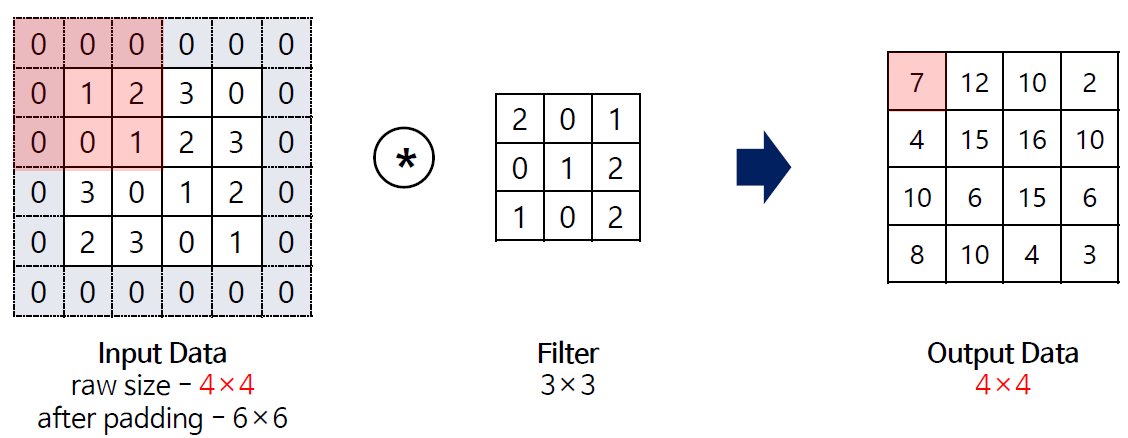 0 0 0 0 0 0
0 1 2 3 0 0
0 0 1 2 3 0
0 3 0 1 2 0
0 2 3 0 1 0
0 0 0 0 0 0
Input Data
raw size - 4×4
after padding - 6×6
*
2 0 1
0 1 2
1 0 2
Filter
3×3
7 12 10 2
4 15 16 10
10 6 15 6
8 10 4 3
Output Data
4×4